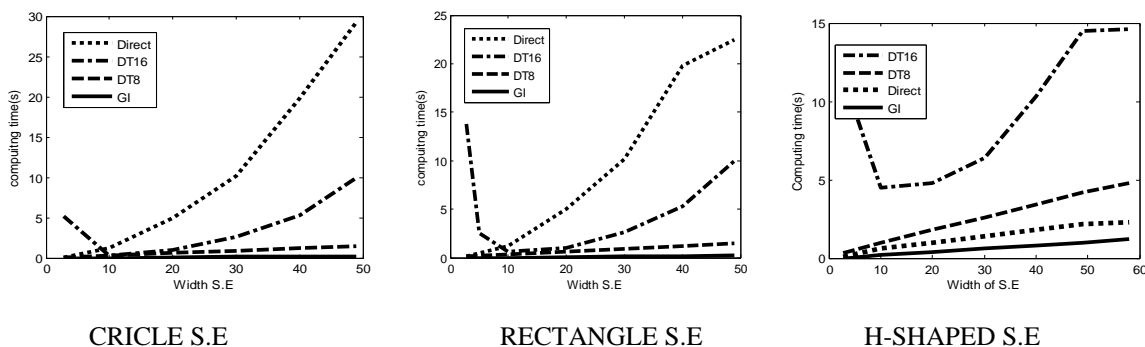 30
25
20
15
10
5
0
0 10 20 30 40 50
compuitng time(s)
Width S.E
Direct
DT16
DT8
GI
CRICLE S.E
25
20
15
10
5
0
0 10 20 30 40 50
compuitng time(s)
Width S.E
Direct
DT16
DT8
GI
RECTANGLE S.E
15
10
5
0
0 10 20 30 40 50 60
Computing time(s)
Width of S.E
DT16
DT8
Direct
GI
H-SHAPED S.E